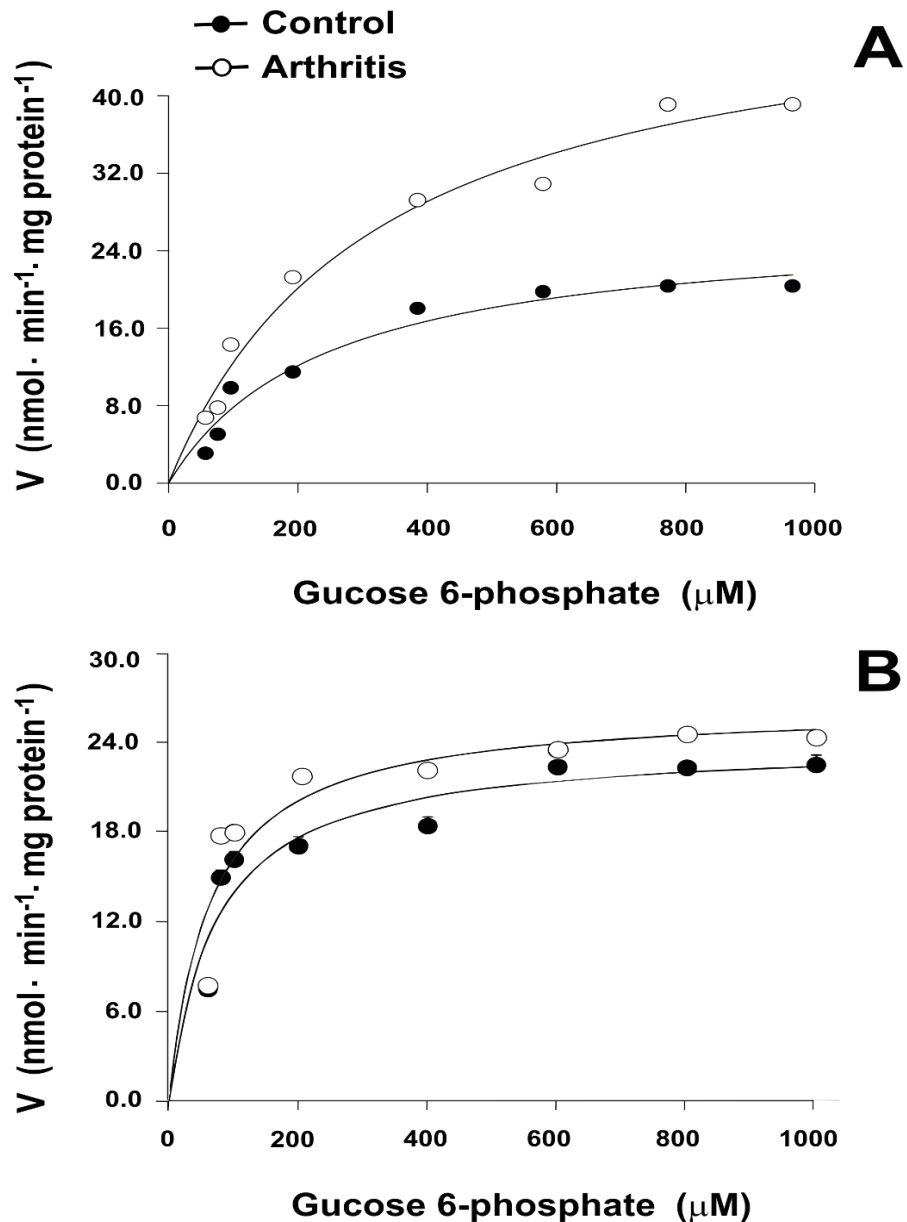 Control
Arthritis
A
40.0
32.0
24.0
16.0
8.0
0.0
V (nmol· min-1· mg protein-1)
0 200 400 600 800 1000
Gucose 6-phosphate (μM)
B
30.0
24.0
18.0
12.0
6.0
0.0
V (nmol· min-1· mg protein-1)
0 200 400 600 800 1000
Gucose 6-phosphate (μM)